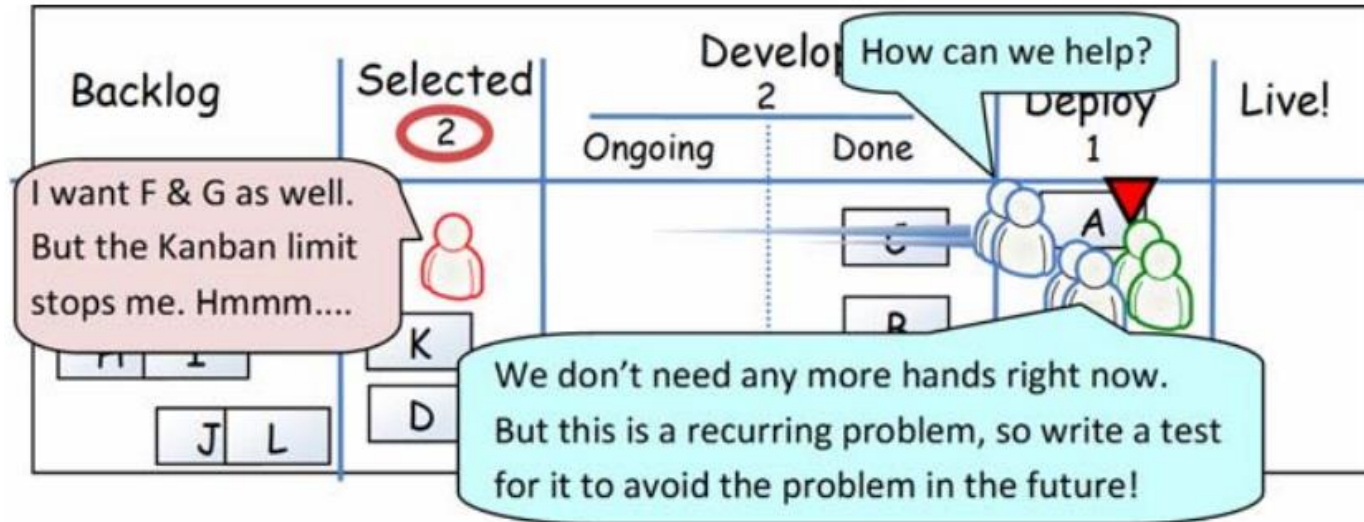 How can we help?
Backlog
Selected
2
Develop
2
Ongoing
Done
Deploy
1
Live!
I want F & G as well.
But the Kanban limit
stops me. Hmmm....
A
C
B
H I
K
D
J L
We don't need any more hands right now.
But this is a recurring problem, so write a test
for it to avoid the problem in the future!